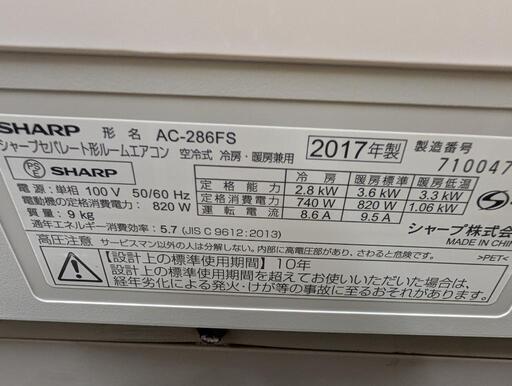 SHARP 形名 AC-286FS
シャープセパレート形ルームエアコン 空冷式 冷房・暖房兼用 2017年製 製造番号
710047
PS E SHARP
電源：単相 100V 50/60 Hz
電動機の定格消費電力： 820 W
質量：9 kg
冷房 暖房標準 暖房低温
定格能力 2.8 kW 3.6 kW 3.3 kW
定格消費電力 740 W 820 W 1.06 kW
運転電流 8.6 A 9.5 A
通年エネルギー消費効率：5.7 (JIS C 9612:2013)
シャープ株式会
MADE IN CHIN
高圧注意 サービスマン以外の人は開けないでください。内部に高電圧部があり、さわると危険です。
>PET<
【設計上の標準使用期間】10年
設計上の標準使用期間を超えてお使いいただいた場合は、
経年劣化による発火・けが等の事故に至るおそれがあります。